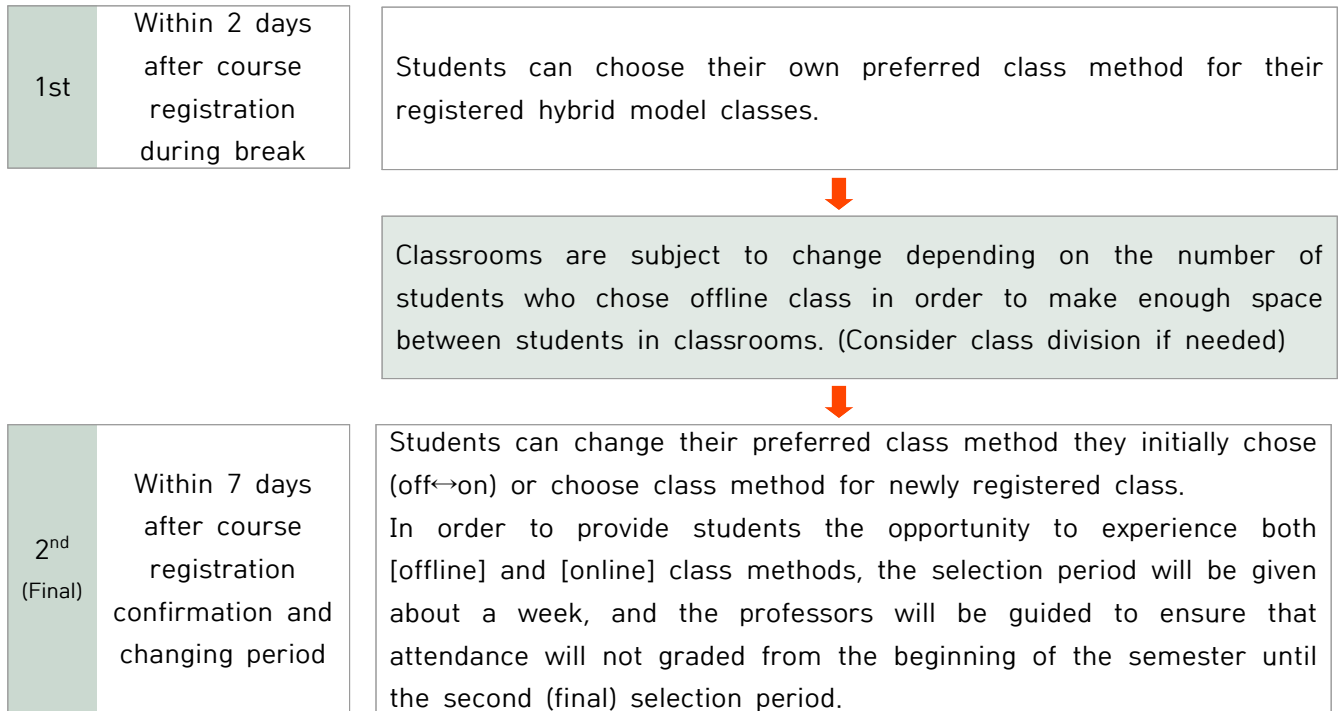 1st
Within 2 days
after course
registration
during break
Students can choose their own preferred class method for their
registered hybrid model classes.
Classrooms are subject to change depending on the number of
students who chose offline class in order to make enough space
between students in classrooms. (Consider class division if needed)
2nd
(Final)
Within 7 days
after course
registration
confirmation and
changing period
Students can change their preferred class method they initially chose
(off↔on) or choose class method for newly registered class.
In order to provide students the opportunity to experience both
[offline] and [online] class methods, the selection period will be given
about a week, and the professors will be guided to ensure that
attendance will not graded from the beginning of the semester until
the second (final) selection period.